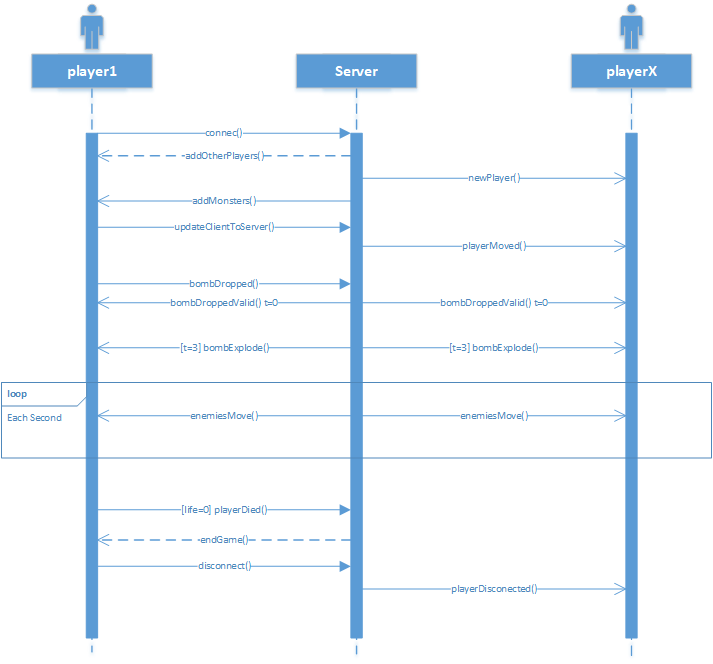 player1
Server
playerX
connec()
addOtherPlayers()
newPlayer()
addMonsters()
updateClientToServer()
playerMoved()
bombDropped()
bombDroppedValid() t=0
bombDroppedValid() t=0
[t=3] bombExplode()
[t=3] bombExplode()
loop
Each Second
enemiesMove()
enemiesMove()
[life=0] playerDied()
endGame()
disconnect()
playerDisconected()